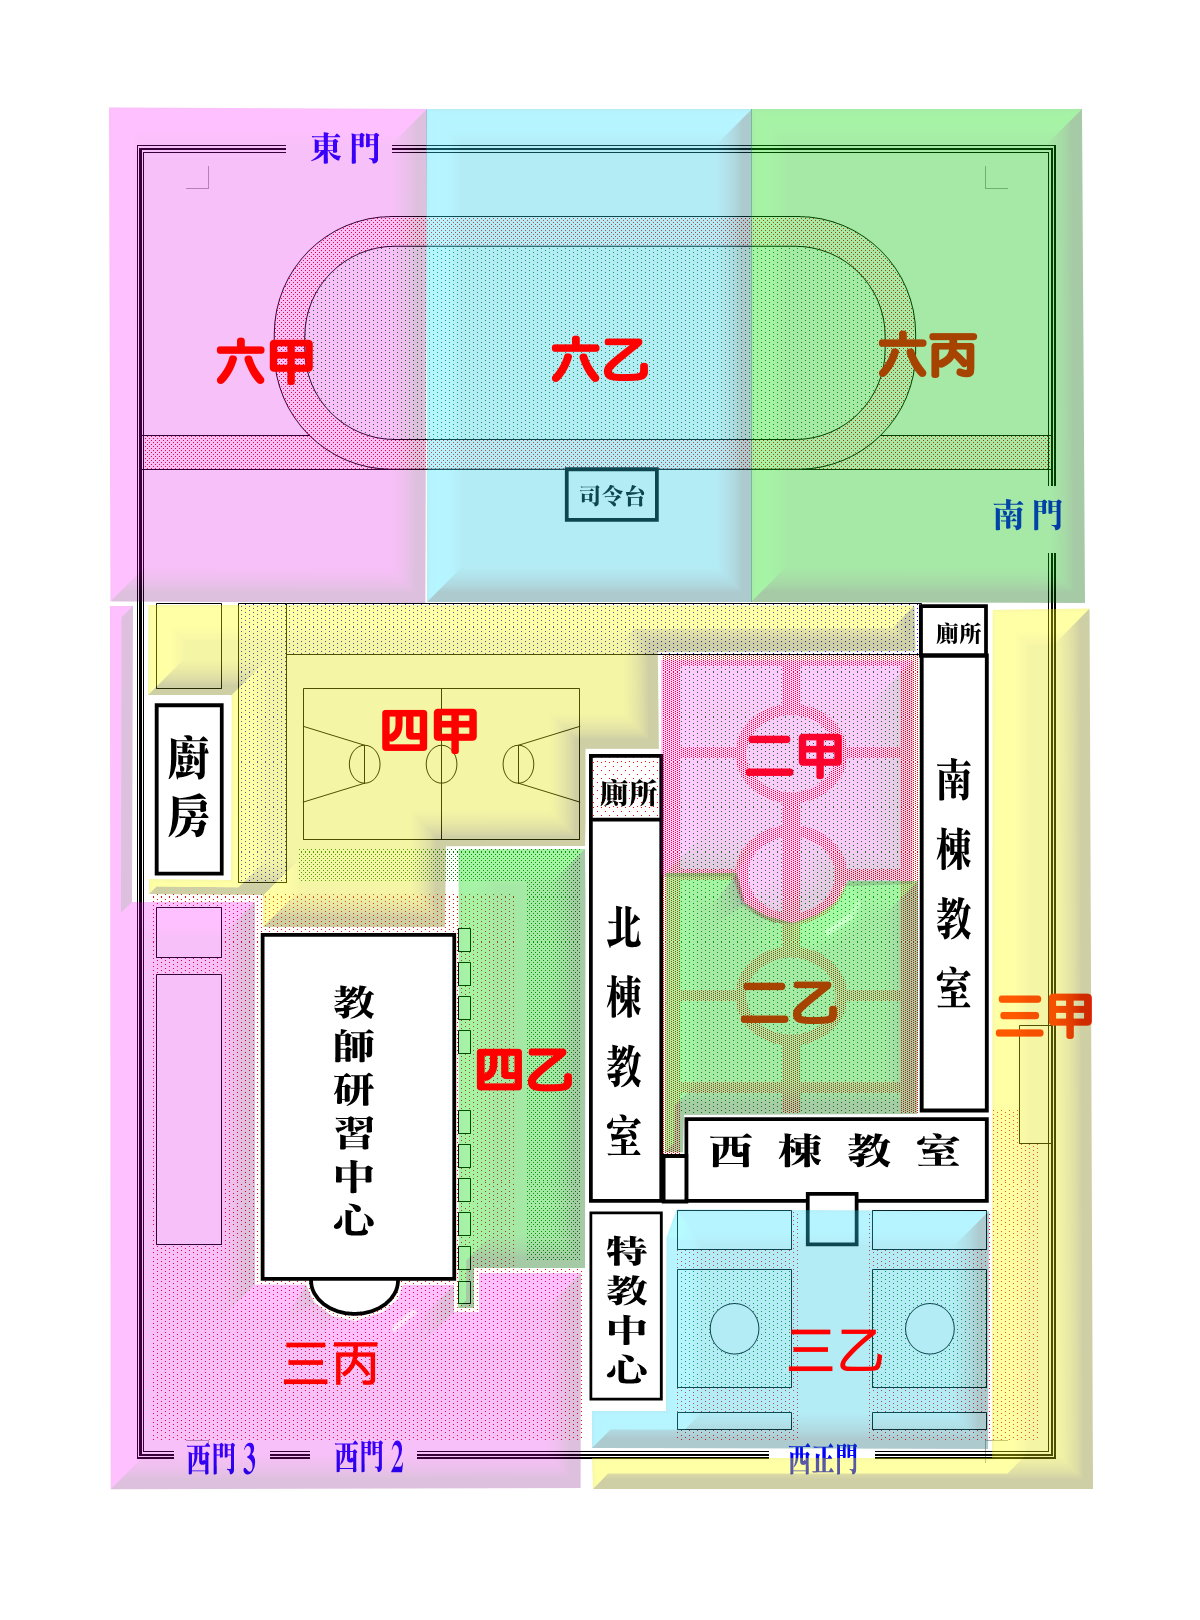 東門
六甲
六乙
六丙
司令台
南門
廁所
四甲
二甲
廚房
廁所
南棟教室
北棟教室
教師研習中心
四乙
二乙
三甲
西棟教室
特教中心
三丙
三乙
西門3
西門2
西正門